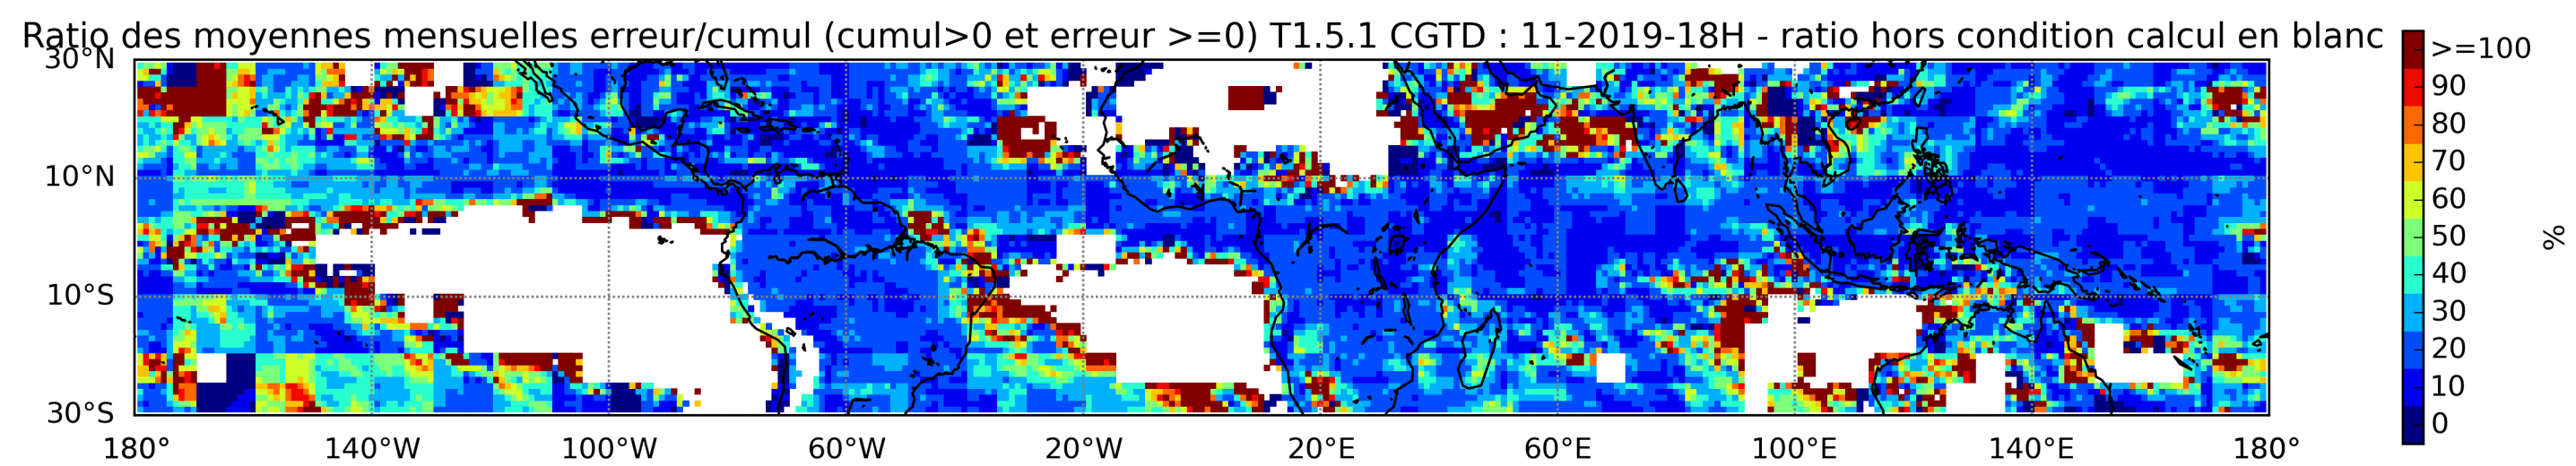 Ratio des moyennes mensuelles erreur/cumul (cumul>0 et erreur >=0) T1.5.1 CGTD : 11-2019-18H - ratio hors condition calcul en blanc
30°N
10°N
10°S
30°S
180° 140°W 100°W 60°W 20°W 20°E 60°E 100°E 140°E 180°
>=100
90
80
70
60
50
40
30
20
10
0
%